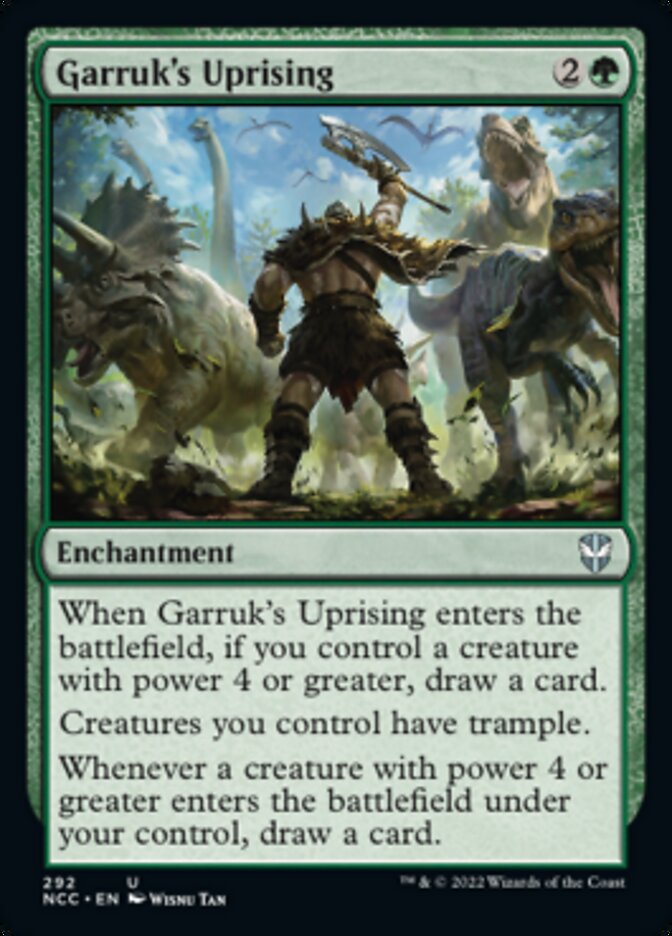 Garruk's Uprising 2
Enchantment
When Garruk's Uprising enters the
battlefield, if you control a creature
with power 4 or greater, draw a card.
Creatures you control have trample.
Whenever a creature with power 4 or
greater enters the battlefield under
your control, draw a card.
292 U
NCC • EN Wisnu Tan
™ & © 2022 Wizards of the Coast